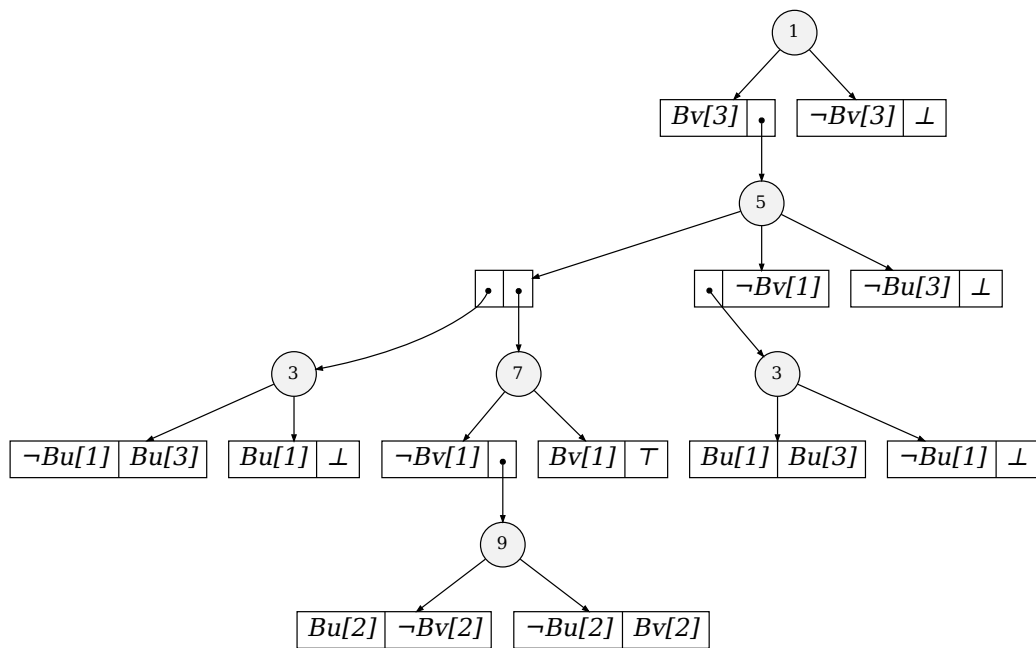 1
Bv[3] ¬Bv[3] ⊥
5
¬Bv[1] ¬Bu[3] ⊥
3 7 3
¬Bu[1] Bu[3] Bu[1] ⊥ ¬Bv[1] Bv[1] ⊤ Bu[1] Bu[3] ¬Bu[1] ⊥
9
Bu[2] ¬Bv[2] ¬Bu[2] Bv[2]